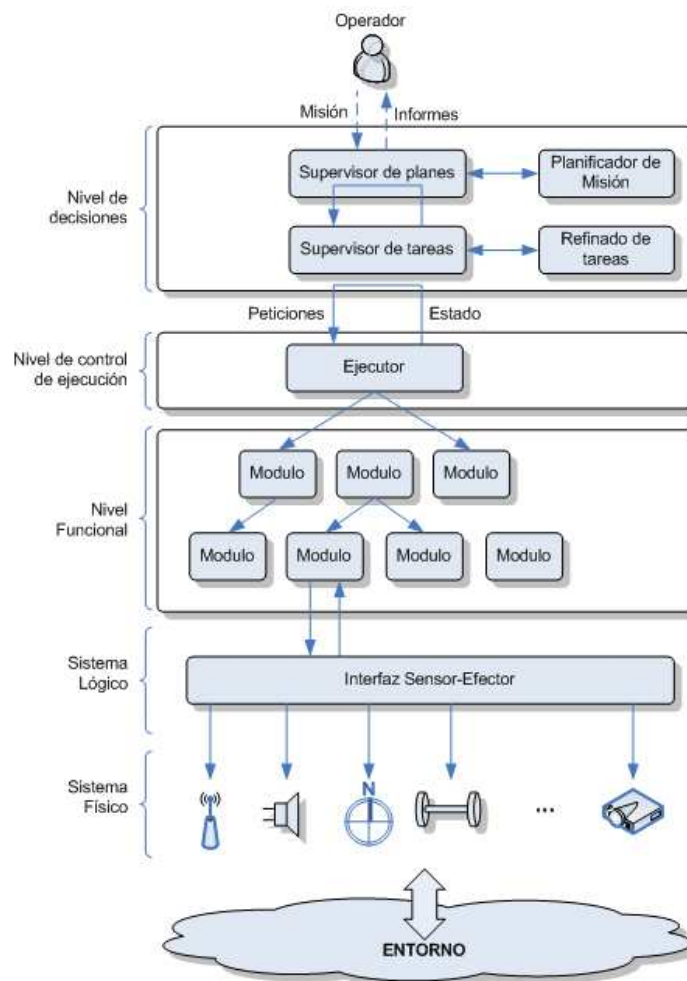 Operador
Misión
Informes
Nivel de
decisiones
Supervisor de planes
Planificador de
Misión
Supervisor de tareas
Refinado de
tareas
Peticiones
Estado
Nivel de control
de ejecución
Ejecutor
Nivel
Funcional
Modulo
Modulo
Modulo
Modulo
Modulo
Modulo
Modulo
Sistema
Lógico
Interfaz Sensor-Efector
Sistema
Físico
N
...
ENTORNO